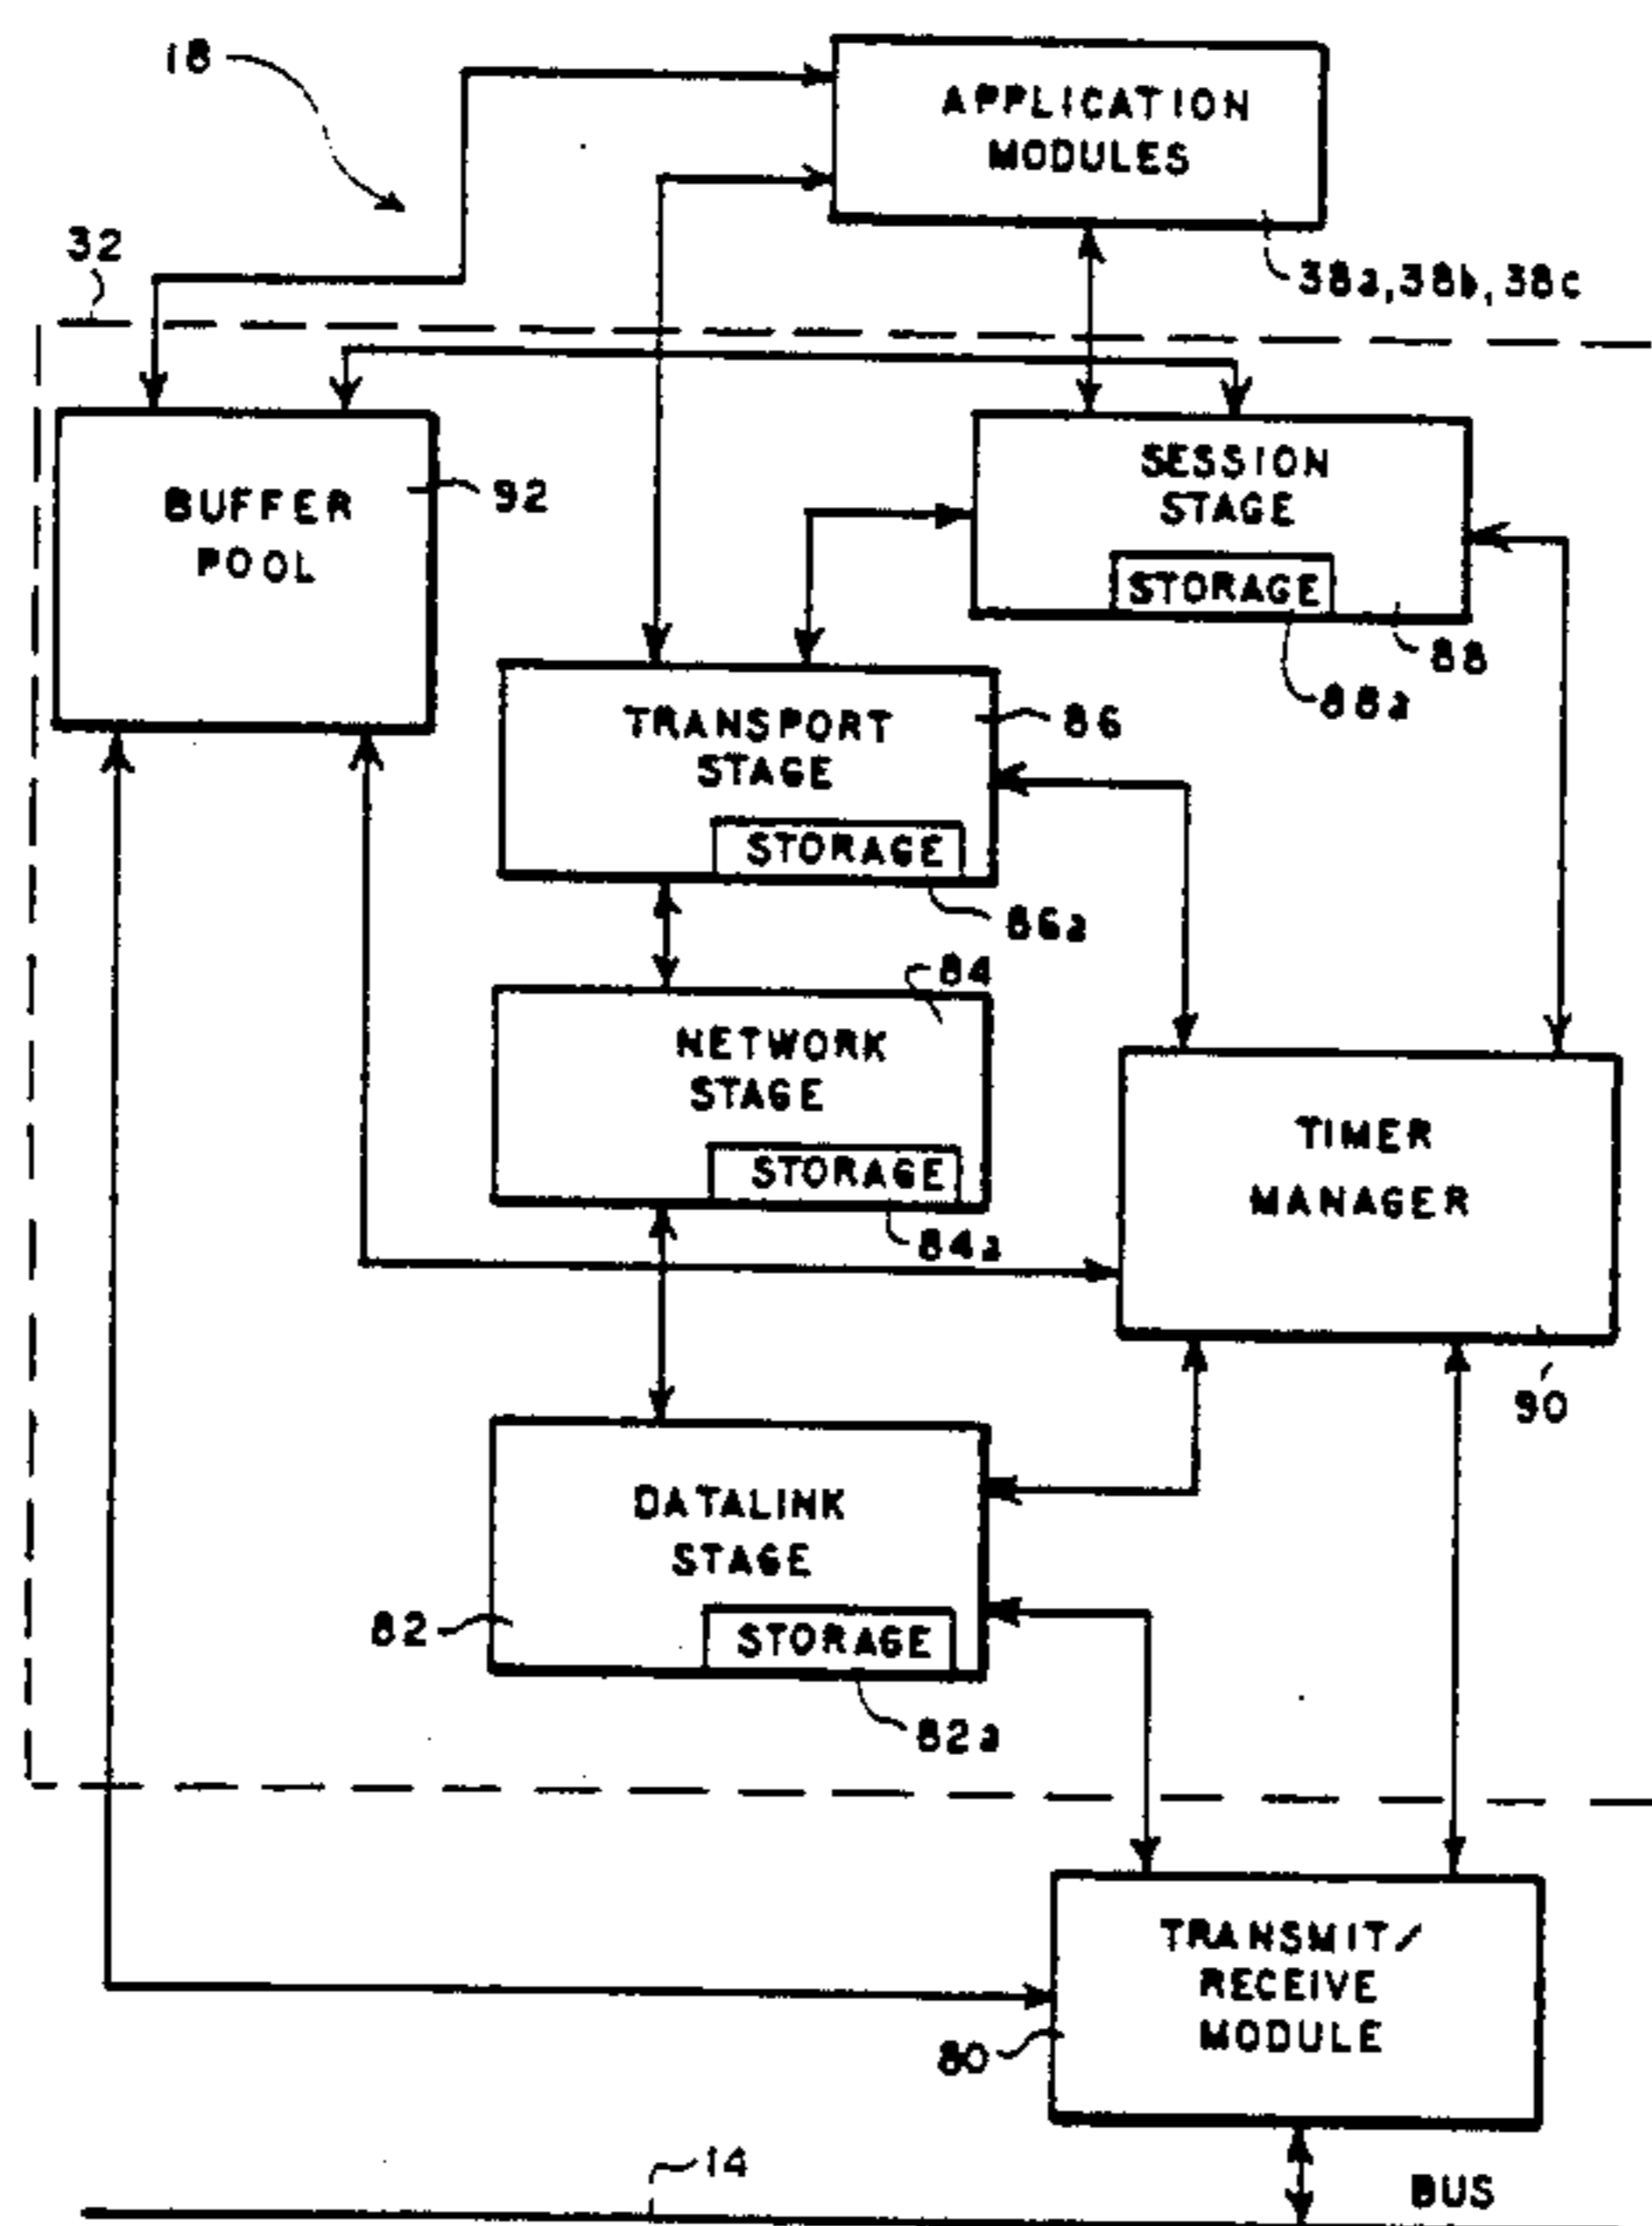 18
APPLICATION
MODULES
32
38a, 38b, 38c
BUFFER
POOL
92
SESSION
STAGE
STORAGE
88
88a
TRANSPORT
STAGE
86
STORAGE
86a
84
NETWORK
STAGE
STORAGE
84a
TIMER
MANAGER
90
DATALINK
STAGE
82
STORAGE
82a
TRANSMIT/
RECEIVE
MODULE
80
14
BUS